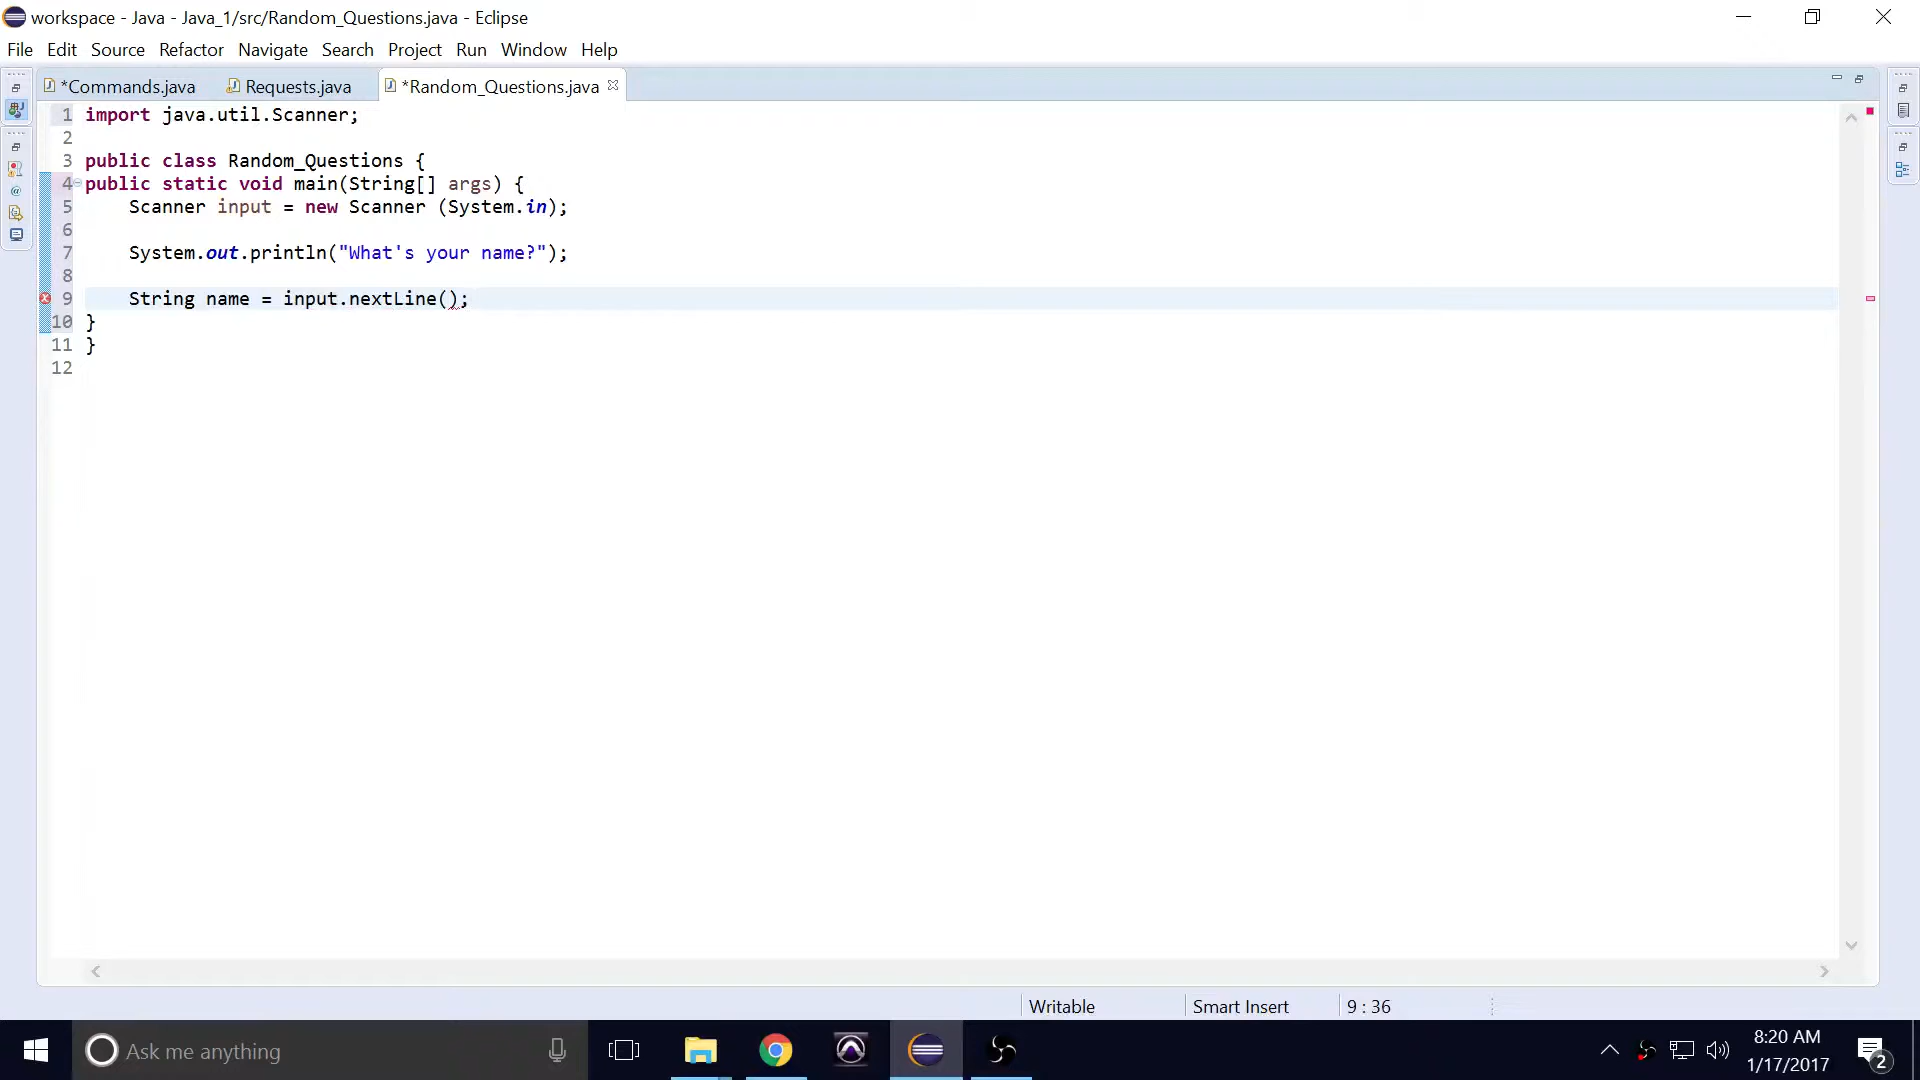 workspace - Java - Java_1/src/Random_Questions.java - Eclipse
File Edit Source Refactor Navigate Search Project Run Window Help
*Commands.java Requests.java *Random_Questions.java
1 import java.util.Scanner;
2
3 public class Random_Questions {
4 public static void main(String[] args) {
5 Scanner input = new Scanner (System.in);
6
7 System.out.println("What's your name?");
8
9 String name = input.nextLine();
10 }
11 }
12
Writable Smart Insert 9 : 36
Ask me anything
8:20 AM
1/17/2017
2